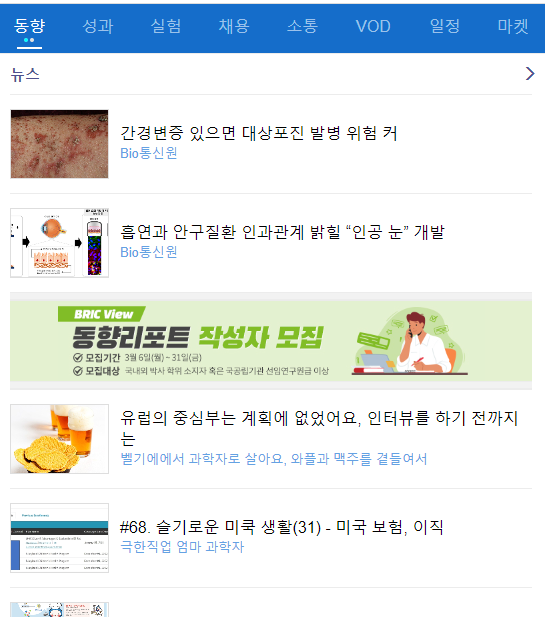 동향 성과 실험 채용 소통 VOD 일정 마켓
뉴스
간경변증 있으면 대상포진 발병 위험 커
Bio통신원
흡연과 안구질환 인과관계 밝힐 “인공 눈” 개발
Bio통신원
BRIC View
동향리포트 작성자 모집
모집기간 3월 6일(월) ~ 31일(금)
모집대상 국내외 박사 학위 소지자 혹은 국공립기관 선임연구원급 이상
유럽의 중심부는 계획에 없었어요, 인터뷰를 하기 전까지
는
벨기에에서 과학자로 살아요, 와플과 맥주를 곁들여서
#68. 슬기로운 미쿡 생활(31) - 미국 보험, 이직
극한직업 엄마 과학자